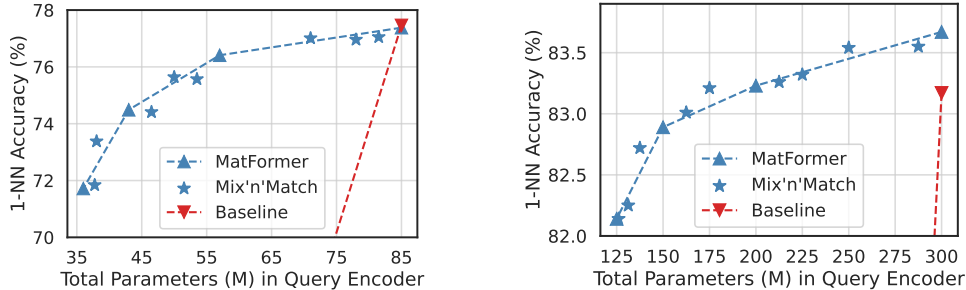 78
76
74
72
70
1-NN Accuracy (%)
MatFormer
Mix'n'Match
Baseline
35 45 55 65 75 85
Total Parameters (M) in Query Encoder
83.5
83.0
82.5
82.0
1-NN Accuracy (%)
MatFormer
Mix'n'Match
Baseline
125 150 175 200 225 250 275 300
Total Parameters (M) in Query Encoder